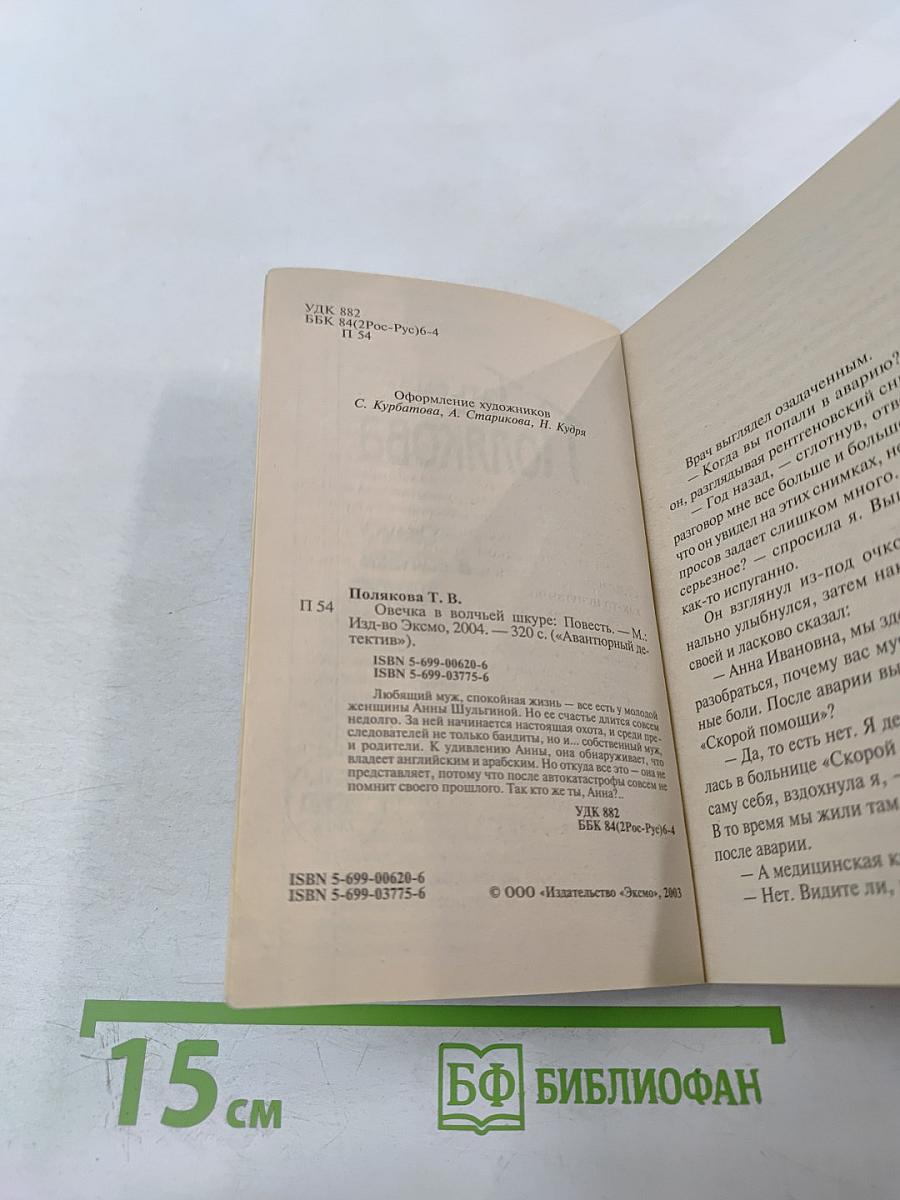 УДК 882
ББК 84(2Рос-Рус)6-4
П 54
Оформление художников
С. Курбатова, А. Старикова, Н. Кудря
Полякова Т. В.
П 54
Овечка в волчьей шкуре: Повесть. — М.:
Изд-во Эксмо, 2004. — 320 с. («Авантюрный де-
тектив»).
ISBN 5-699-00620-6
ISBN 5-699-03775-6
Любящий муж, спокойная жизнь — все есть у молодой
женщины Анны Шульгиной. Но ее счастье длится совсем
недолго. За ней начинается настоящая охота, и среди пре-
следователей не только бандиты, но и... собственный муж,
и родители. К удивлению Анны, она обнаруживает, что
владеет английским и арабским. Но откуда все это — она не
представляет, потому что после автокатастрофы совсем не
помнит своего прошлого. Так кто же ты, Анна?..
УДК 882
ББК 84(2Рос-Рус)6-4
ISBN 5-699-00620-6
ISBN 5-699-03775-6
© ООО «Издательство «Эксмо», 2003
Врач выглядел озадаченным.
— Когда вы попали в аварию?
он, разглядывая рентгеновский
— Год назад, — сглотнув,
разговор мне все больше и
что он увидел на этих снимках,
просов задает слишком много.
серьезное? — спросила я.
как-то испуганно.
Он взглянул из-под
нально улыбнулся, затем
своей и ласково сказал:
— Анна Ивановна, мы
разобраться, почему вас
ные боли. После аварии
«Скорой помощи»?
— Да, то есть нет. Я
лась в больнице «Скорой
саму себя, вздохнула я, —
В то время мы жили там
после аварии.
— А медицинская
— Нет. Видите ли,
15 см
БФ БИБЛИОФАН